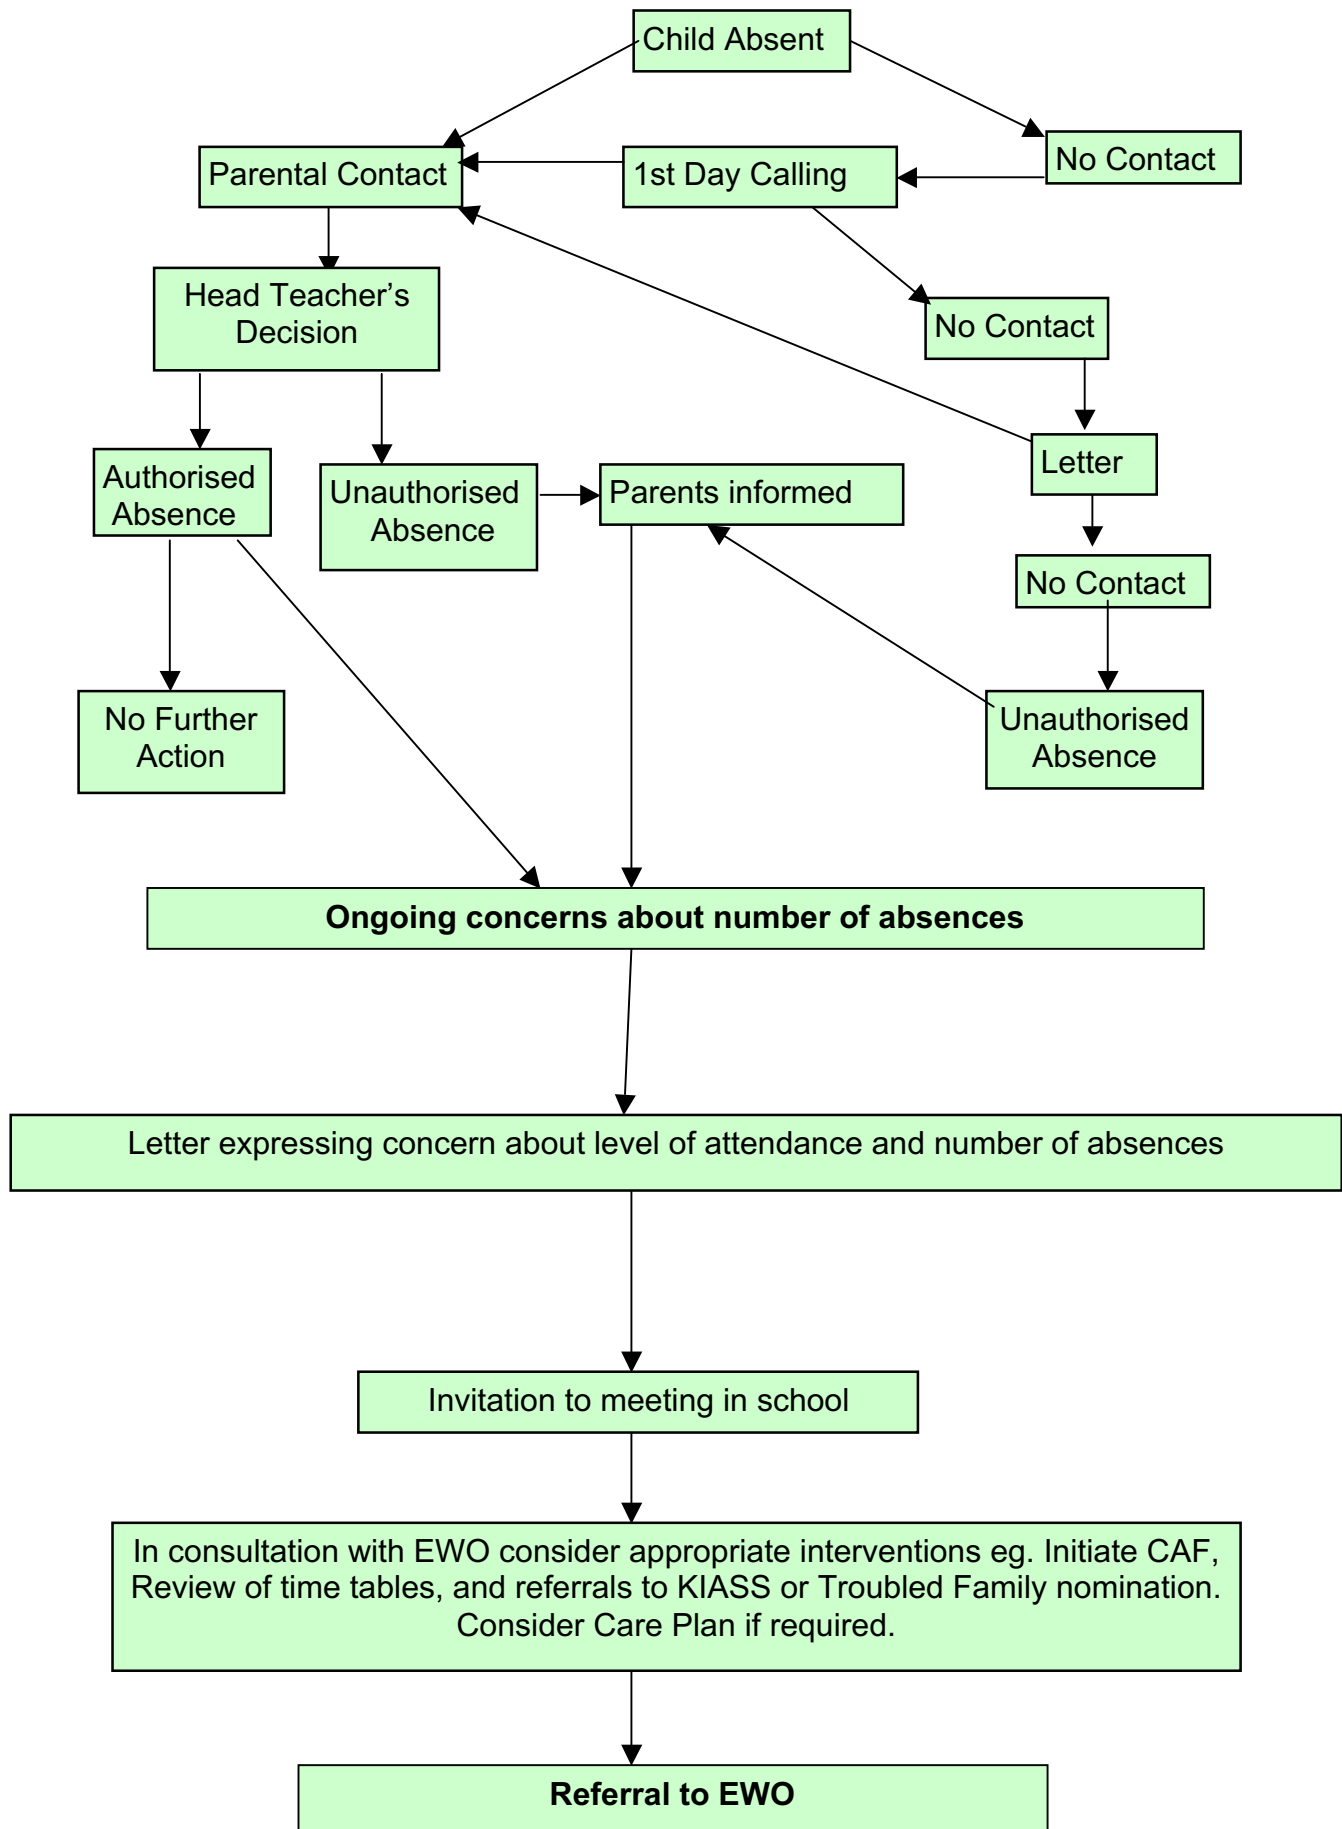 Child Absent
No Contact
Parental Contact
1st Day Calling
Head Teacher’s
Decision
No Contact
Letter
Authorised
Absence
Unauthorised
Absence
Parents informed
No Contact
No Further
Action
Unauthorised
Absence
Ongoing concerns about number of absences
Letter expressing concern about level of attendance and number of absences
Invitation to meeting in school
In consultation with EWO consider appropriate interventions eg. Initiate CAF,
Review of time tables, and referrals to KIASS or Troubled Family nomination.
Consider Care Plan if required.
Referral to EWO